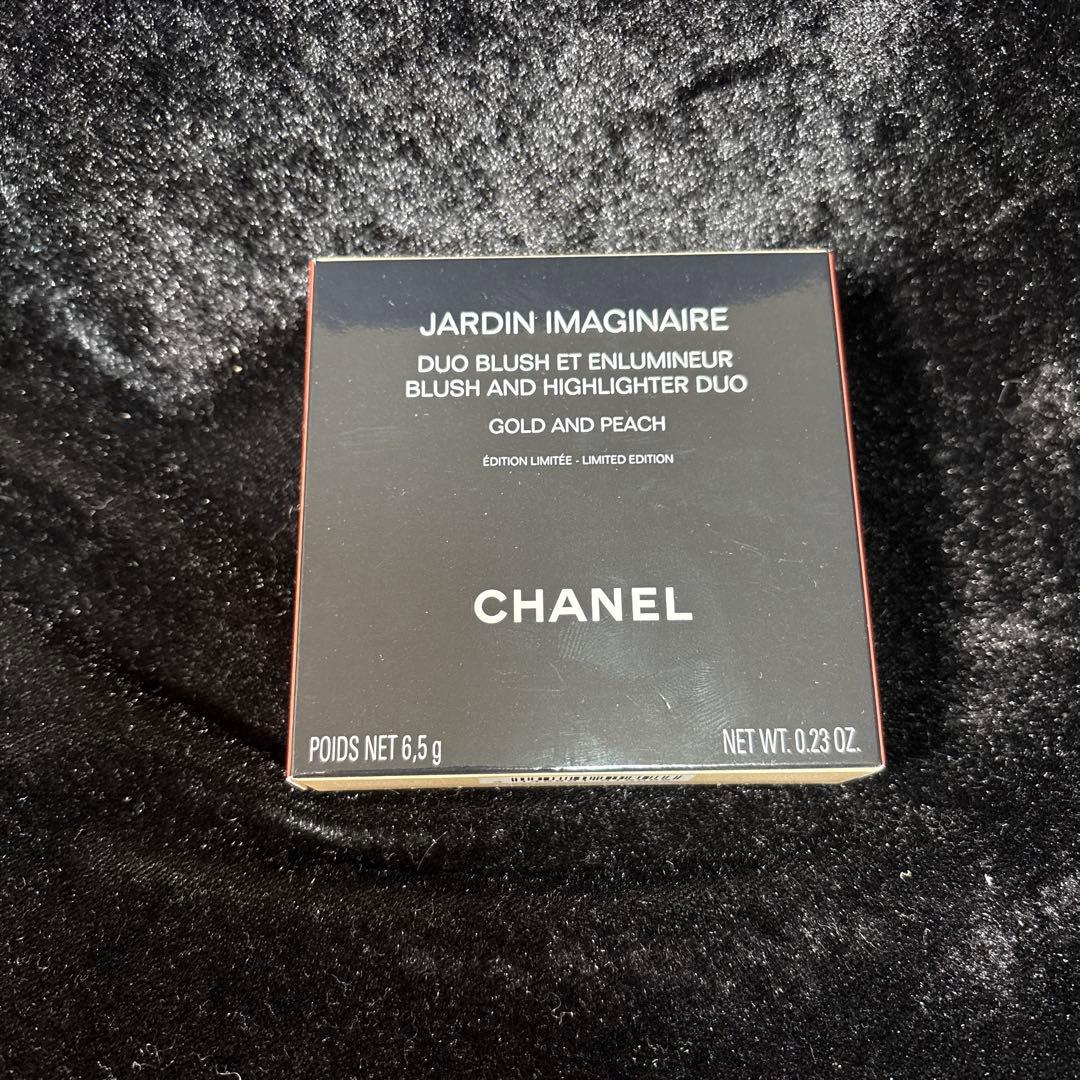 JARDIN IMAGINAIRE
DUO BLUSH ET ENLUMINEUR
BLUSH AND HIGHLIGHTER DUO
GOLD AND PEACH
ÉDITION LIMITÉE - LIMITED EDITION
CHANEL
POIDS NET 6,5 g
NET WT. 0.23 OZ.